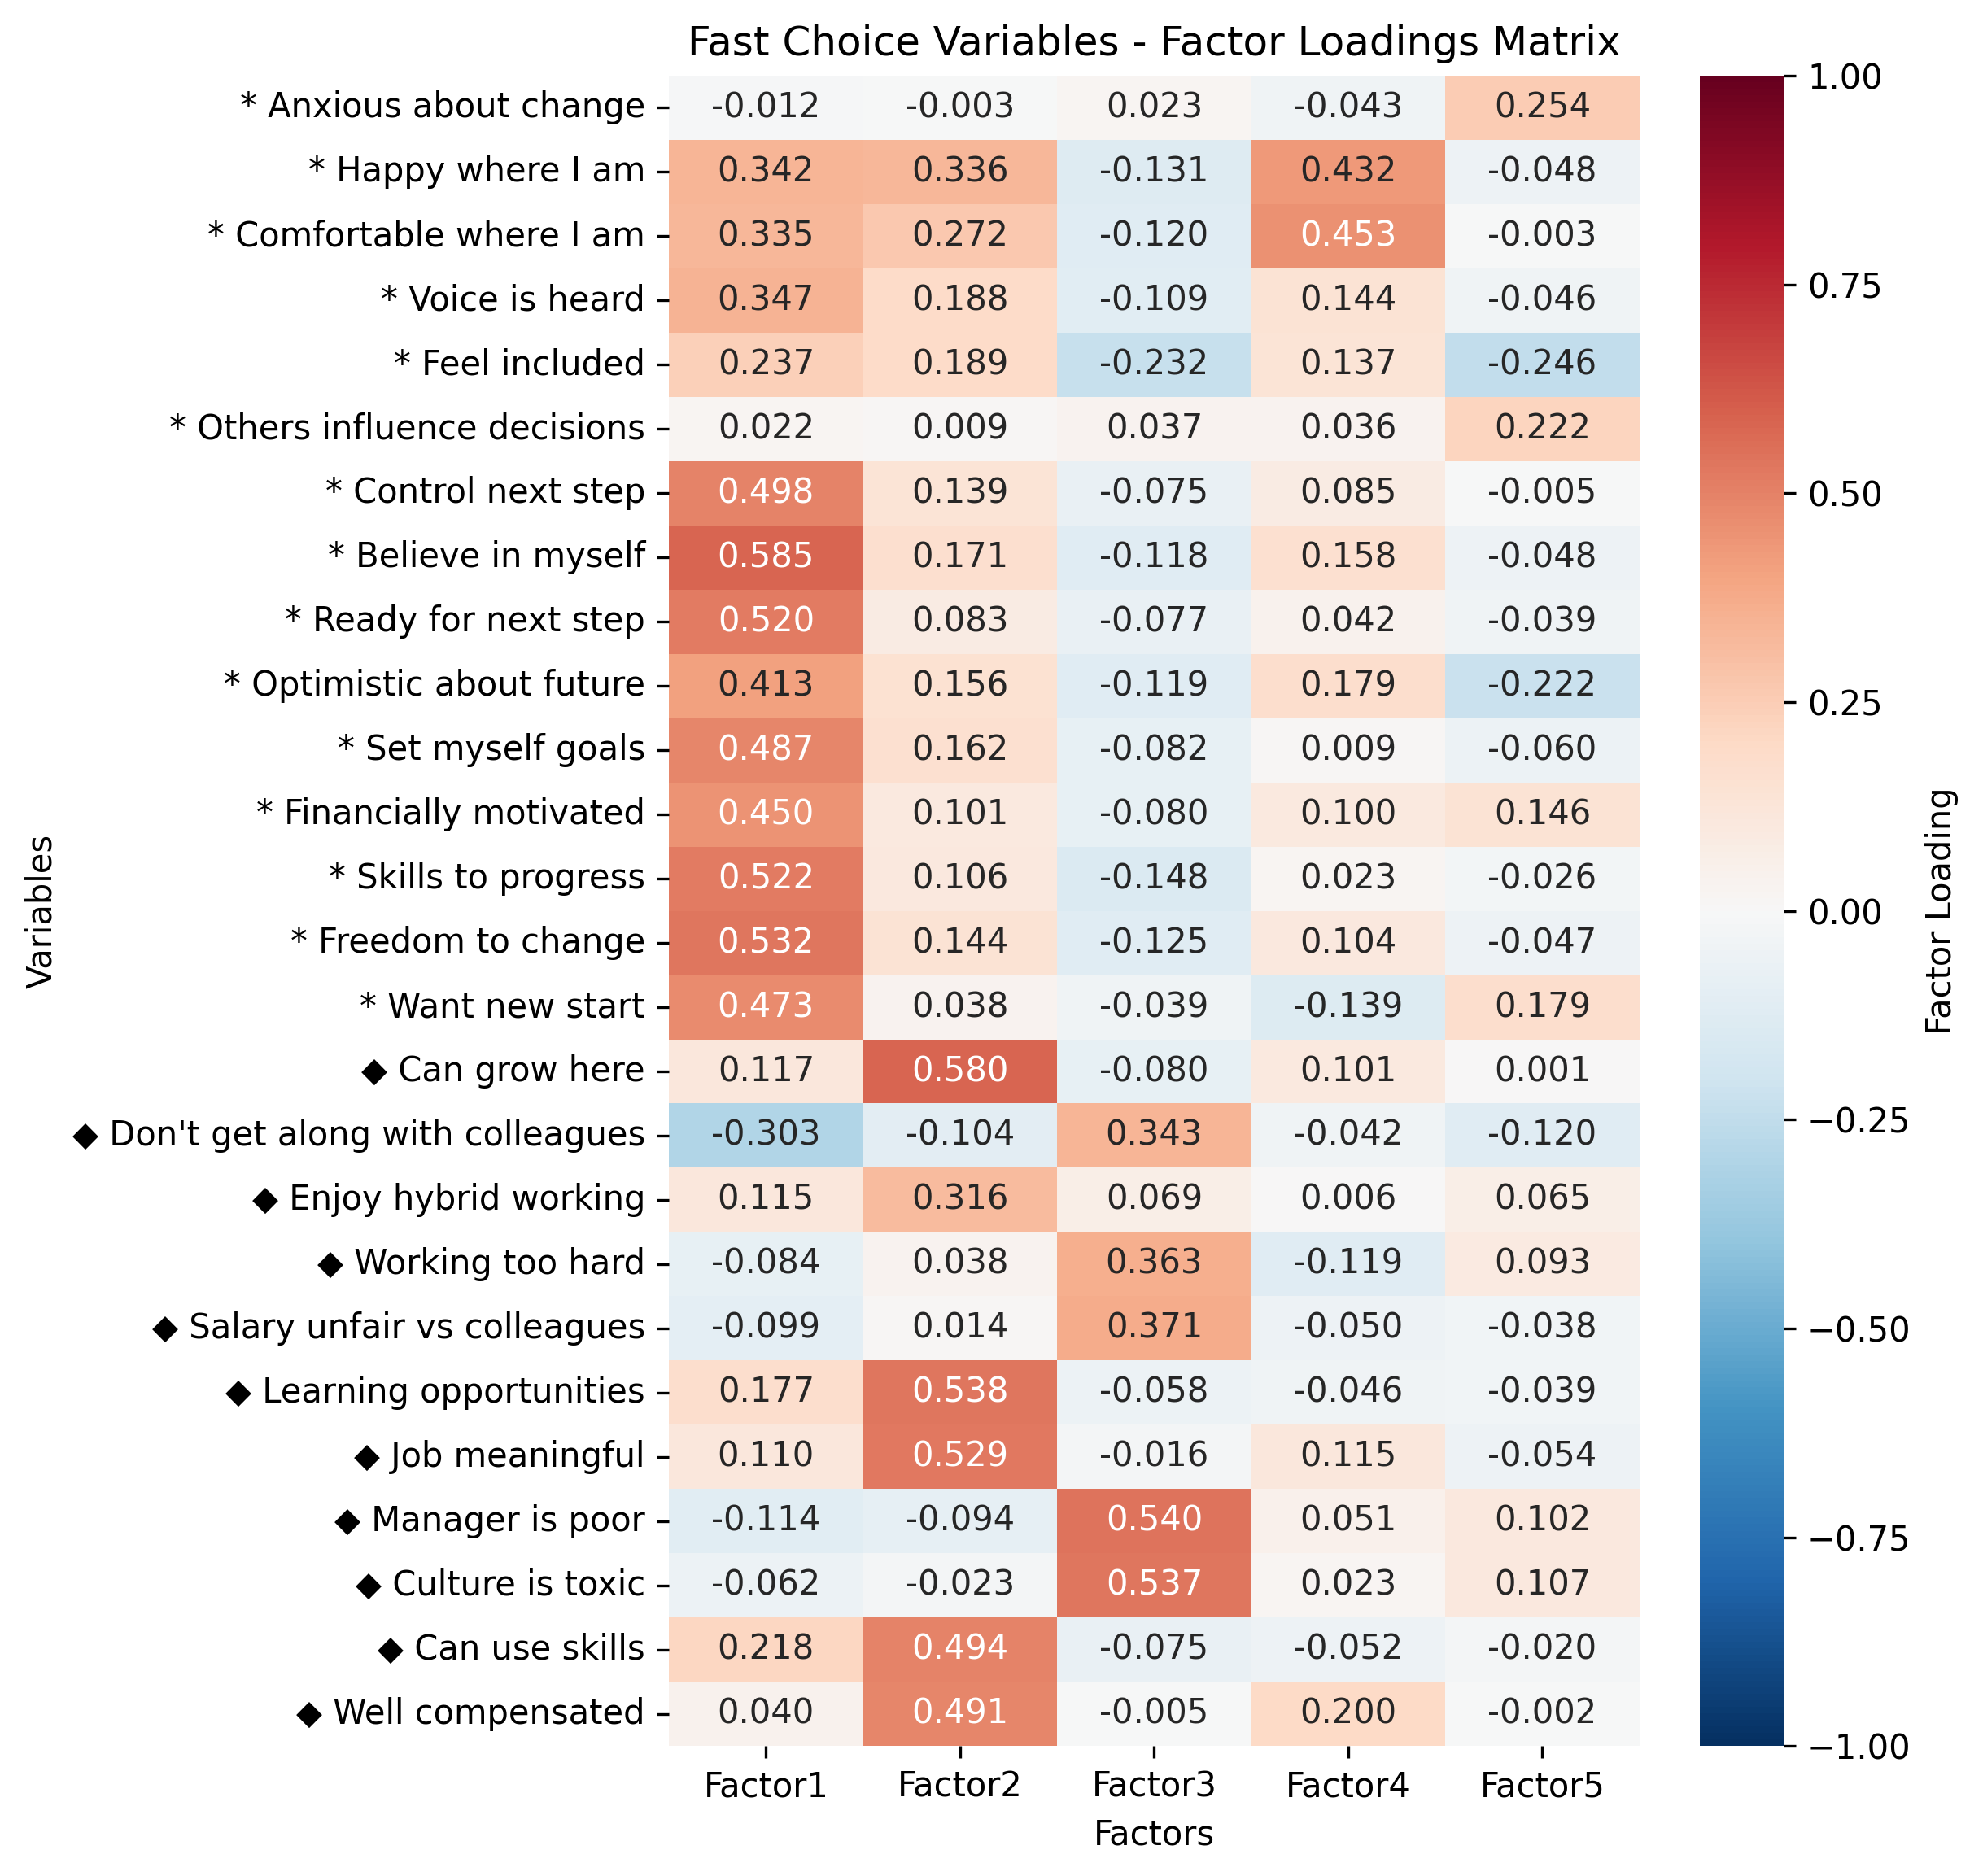 Fast Choice Variables - Factor Loadings Matrix
* Anxious about change -0.012 -0.003 0.023 -0.043 0.254
* Happy where I am 0.342 0.336 -0.131 0.432 -0.048
* Comfortable where I am 0.335 0.272 -0.120 0.453 -0.003
* Voice is heard 0.347 0.188 -0.109 0.144 -0.046
* Feel included 0.237 0.189 -0.232 0.137 -0.246
* Others influence decisions 0.022 0.009 0.037 0.036 0.222
* Control next step 0.498 0.139 -0.075 0.085 -0.005
* Believe in myself 0.585 0.171 -0.118 0.158 -0.048
* Ready for next step 0.520 0.083 -0.077 0.042 -0.039
* Optimistic about future 0.413 0.156 -0.119 0.179 -0.222
* Set myself goals 0.487 0.162 -0.082 0.009 -0.060
* Financially motivated 0.450 0.101 -0.080 0.100 0.146
* Skills to progress 0.522 0.106 -0.148 0.023 -0.026
* Freedom to change 0.532 0.144 -0.125 0.104 -0.047
* Want new start 0.473 0.038 -0.039 -0.139 0.179
◆ Can grow here 0.117 0.580 -0.080 0.101 0.001
◆ Don't get along with colleagues -0.303 -0.104 0.343 -0.042 -0.120
◆ Enjoy hybrid working 0.115 0.316 0.069 0.006 0.065
◆ Working too hard -0.084 0.038 0.363 -0.119 0.093
◆ Salary unfair vs colleagues -0.099 0.014 0.371 -0.050 -0.038
◆ Learning opportunities 0.177 0.538 -0.058 -0.046 -0.039
◆ Job meaningful 0.110 0.529 -0.016 0.115 -0.054
◆ Manager is poor -0.114 -0.094 0.540 0.051 0.102
◆ Culture is toxic -0.062 -0.023 0.537 0.023 0.107
◆ Can use skills 0.218 0.494 -0.075 -0.052 -0.020
◆ Well compensated 0.040 0.491 -0.005 0.200 -0.002
Factor1 Factor2 Factor3 Factor4 Factor5
Factors
Variables
1.00
0.75
0.50
0.25
0.00
−0.25
−0.50
−0.75
−1.00
Factor Loading